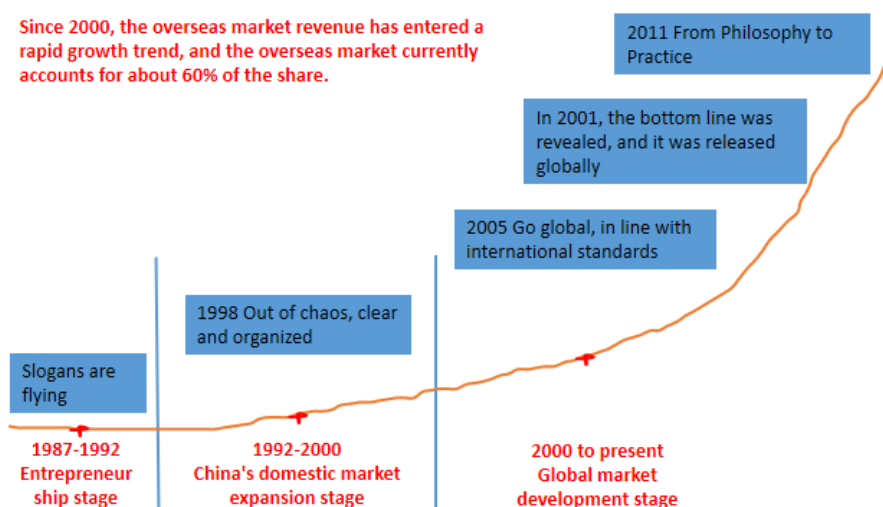 Since 2000, the overseas market revenue has entered a
rapid growth trend, and the overseas market currently
accounts for about 60% of the share.
2011 From Philosophy to
Practice
In 2001, the bottom line was
revealed, and it was released
globally
2005 Go global, in line with
international standards
1998 Out of chaos, clear
and organized
Slogans are
flying
1987-1992
Entrepreneur
ship stage
1992-2000
China's domestic market
expansion stage
2000 to present
Global market
development stage